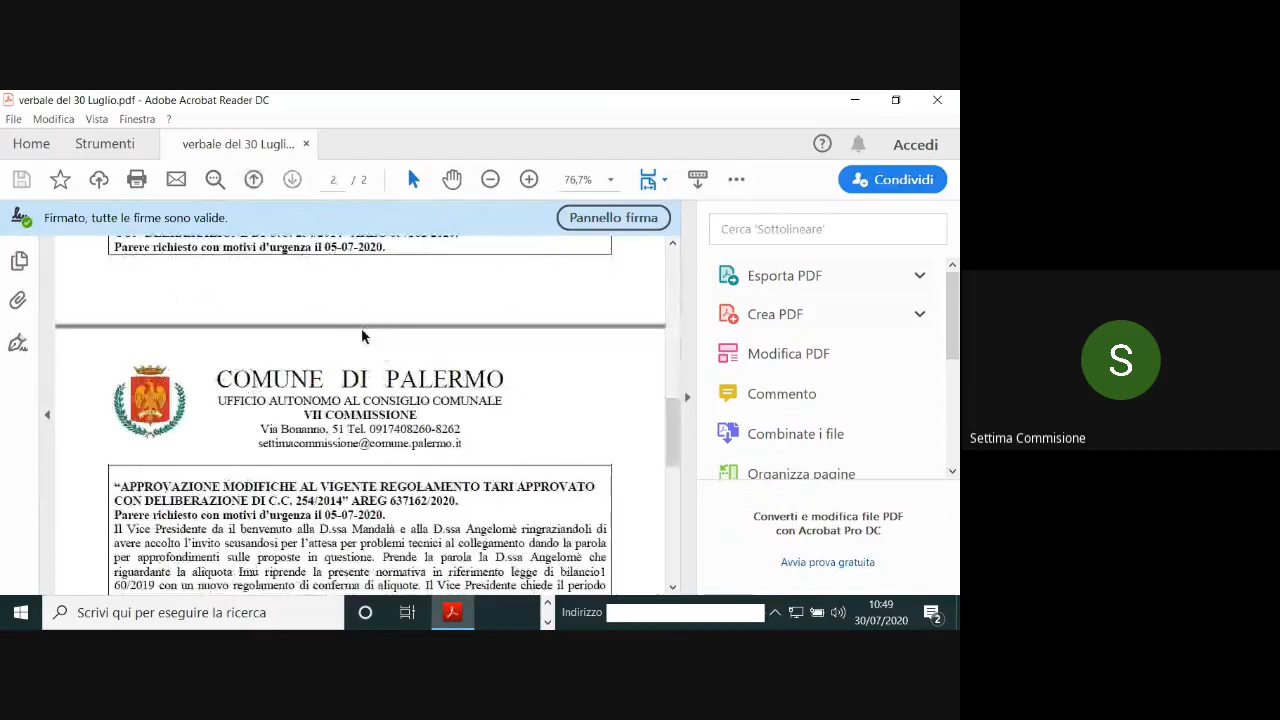 verbale del 30 Luglio.pdf - Adobe Acrobat Reader DC
File Modifica Vista Finestra ?
Home Strumenti verbale del 30 Lugli... × Accedi
2 / 2 76,7% Condividi
Firmato, tutte le firme sono valide. Pannello firma
Parere richiesto con motivi d'urgenza il 05-07-2020.
COMUNE DI PALERMO
UFFICIO AUTONOMO AL CONSIGLIO COMUNALE
VII COMMISSIONE
Via Bonanno, 51 Tel. 0917408260-8262
settimacommissione@comune.palermo.it
“APPROVAZIONE MODIFICHE AL VIGENTE REGOLAMENTO TARI APPROVATO
CON DELIBERAZIONE DI C.C. 254/2014” AREG 637162/2020.
Parere richiesto con motivi d'urgenza il 05-07-2020.
Il Vice Presidente da il benvenuto alla D.ssa Mandalà e alla D.ssa Angelomè ringraziandoli di
avere accolto l'invito scusandosi per l'attesa per problemi tecnici al collegamento dando la parola
per approfondimenti sulle proposte in questione. Prende la parola la D.ssa Angelomè che
riguardante la aliquota Imu riprende la presente normativa in riferimento legge di bilancio1
60/2019 con un nuovo regolamento di conferma di aliquote. Il Vice Presidente chiede il periodo
Cerca 'Sottolineare'
Esporta PDF
Crea PDF
Modifica PDF
Commento
Combinate i file
Organizza pagine
Converti e modifica file PDF
con Acrobat Pro DC
Avvia prova gratuita
Scrivi qui per eseguire la ricerca
Indirizzo
10:49
30/07/2020
2
S
Settima Commisione